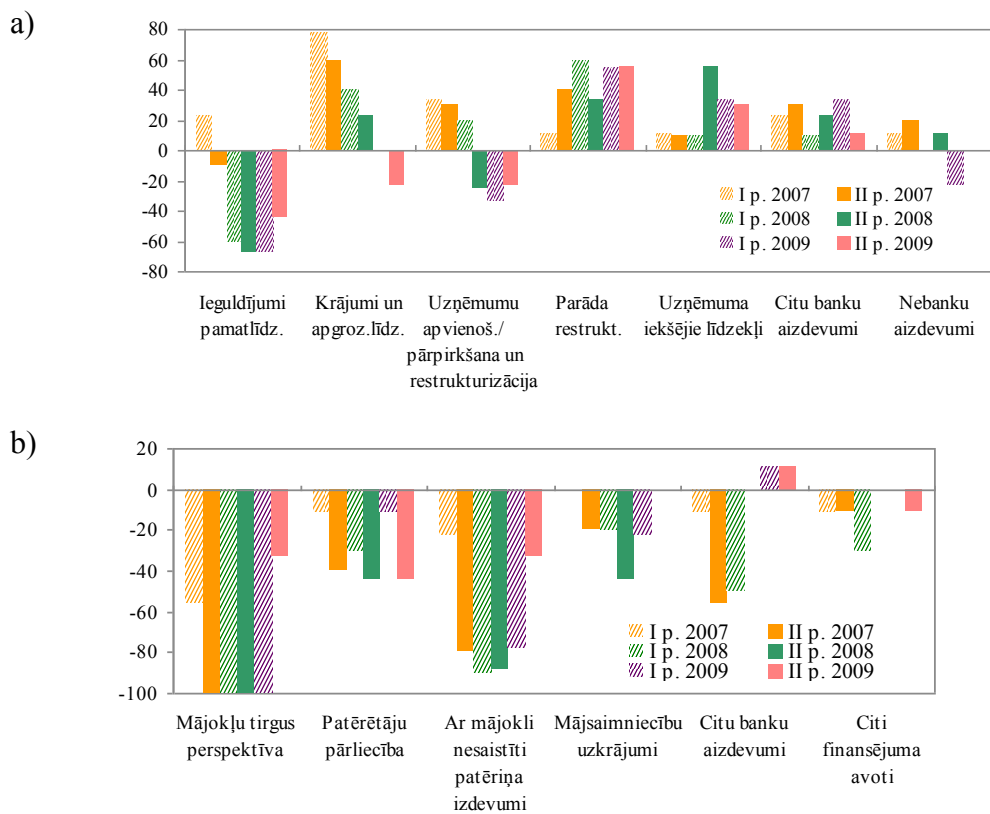 a)
80
60
40
20
0
-20
-40
-60
-80
I p. 2007 II p. 2007
I p. 2008 II p. 2008
I p. 2009 II p. 2009
Ieguldījumi Krājumi un Uzņēmumu Parāda Uzņēmuma Citu banku Nebanku
pamatlīdz. apgroz.līdz. apvienoš./ restrukt. iekšējie līdzekļi aizdevumi aizdevumi
pārpirkšana un
restrukturizācija
b)
20
0
-20
-40
-60
-80
-100
I p. 2007 II p. 2007
I p. 2008 II p. 2008
I p. 2009 II p. 2009
Mājokļu tirgus Patērētāju Ar mājokli Mājsaimniecību Citu banku Citi
perspektīva pārliecība nesaistīti uzkrājumi aizdevumi finansējuma
patēriņa avoti
izdevumi